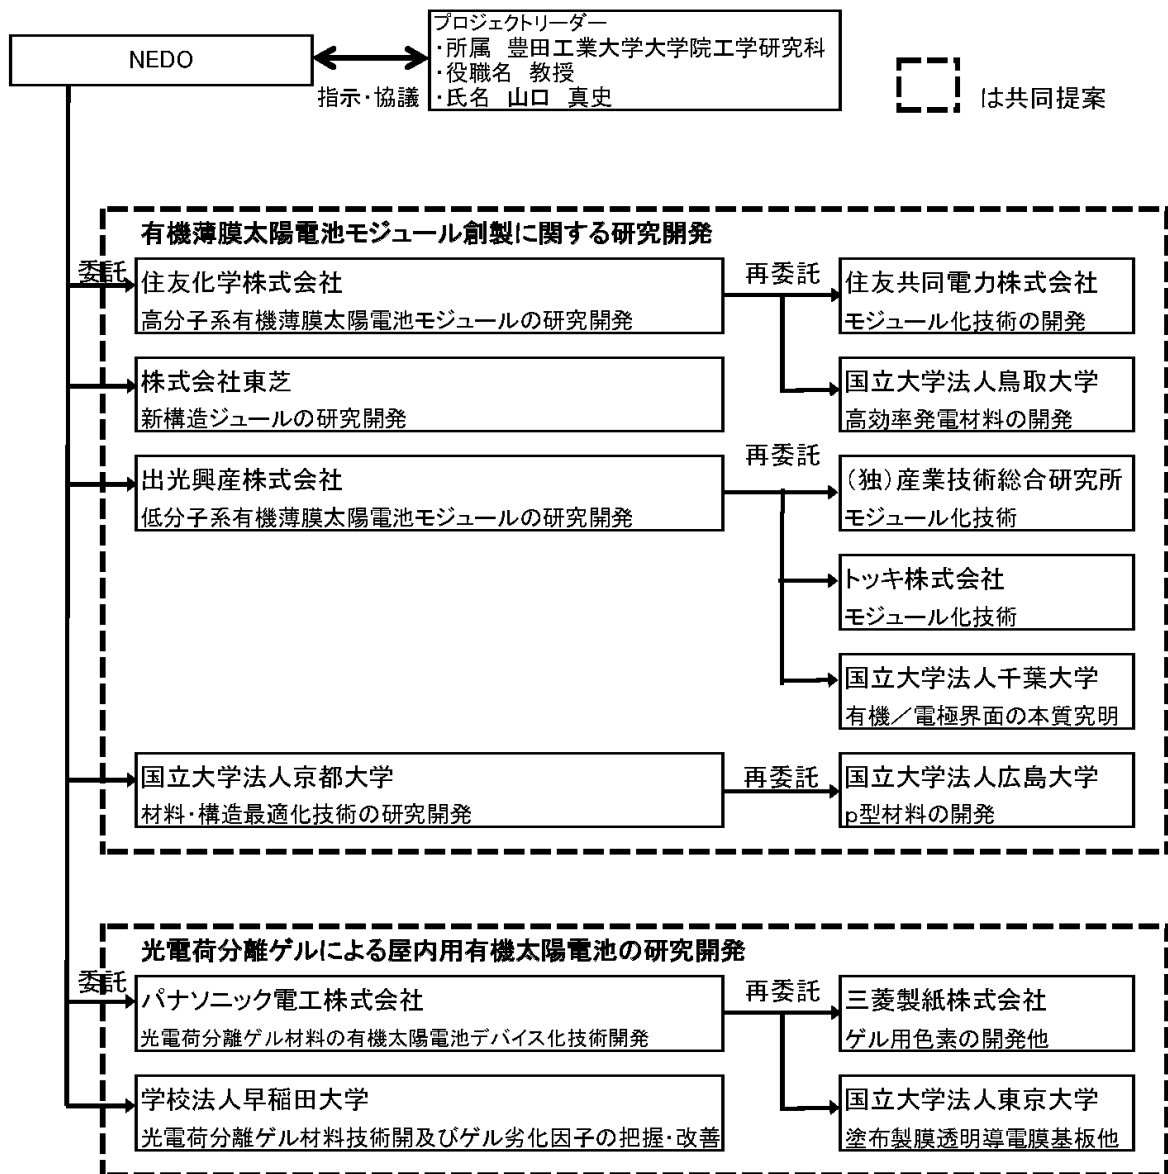 プロジェクトリーダー
・所属 豊田工業大学大学院工学研究科
・役職名 教授
・氏名 山口 真史
NEDO
指示・協議
は共同提案
有機薄膜太陽電池モジュール創製に関する研究開発
委託
住友化学株式会社
高分子系有機薄膜太陽電池モジュールの研究開発
再委託
住友共同電力株式会社
モジュール化技術の開発
国立大学法人鳥取大学
高効率発電材料の開発
株式会社東芝
新構造ジュールの研究開発
出光興産株式会社
低分子系有機薄膜太陽電池モジュールの研究開発
再委託
(独)産業技術総合研究所
モジュール化技術
トッキ株式会社
モジュール化技術
国立大学法人千葉大学
有機/電極界面の本質究明
国立大学法人京都大学
材料・構造最適化技術の研究開発
再委託
国立大学法人広島大学
p型材料の開発
光電荷分離ゲルによる屋内用有機太陽電池の研究開発
委託
パナソニック電工株式会社
光電荷分離ゲル材料の有機太陽電池デバイス化技術開発
再委託
三菱製紙株式会社
ゲル用色素の開発他
国立大学法人東京大学
塗布製膜透明導電膜基板他
学校法人早稲田大学
光電荷分離ゲル材料技術開及びゲル劣化因子の把握・改善